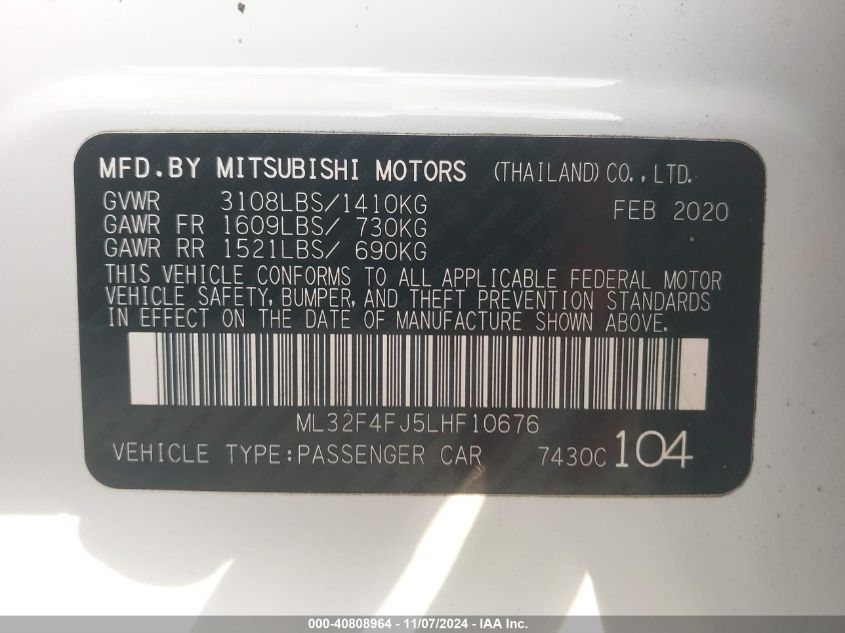 MFD.BY MITSUBISHI MOTORS (THAILAND) CO., LTD.
GVWR 3108LBS/1410KG FEB 2020
GAWR FR 1609LBS/ 730KG
GAWR RR 1521LBS/ 690KG
THIS VEHICLE CONFORMS TO ALL APPLICABLE FEDERAL MOTOR
VEHICLE SAFETY, BUMPER, AND THEFT PREVENTION STANDARDS
IN EFFECT ON THE DATE OF MANUFACTURE SHOWN ABOVE.
ML32F4FJ5LHF10676
VEHICLE TYPE:PASSENGER CAR 7430C 104
000-40808964 - 11/07/2024 - IAA Inc.